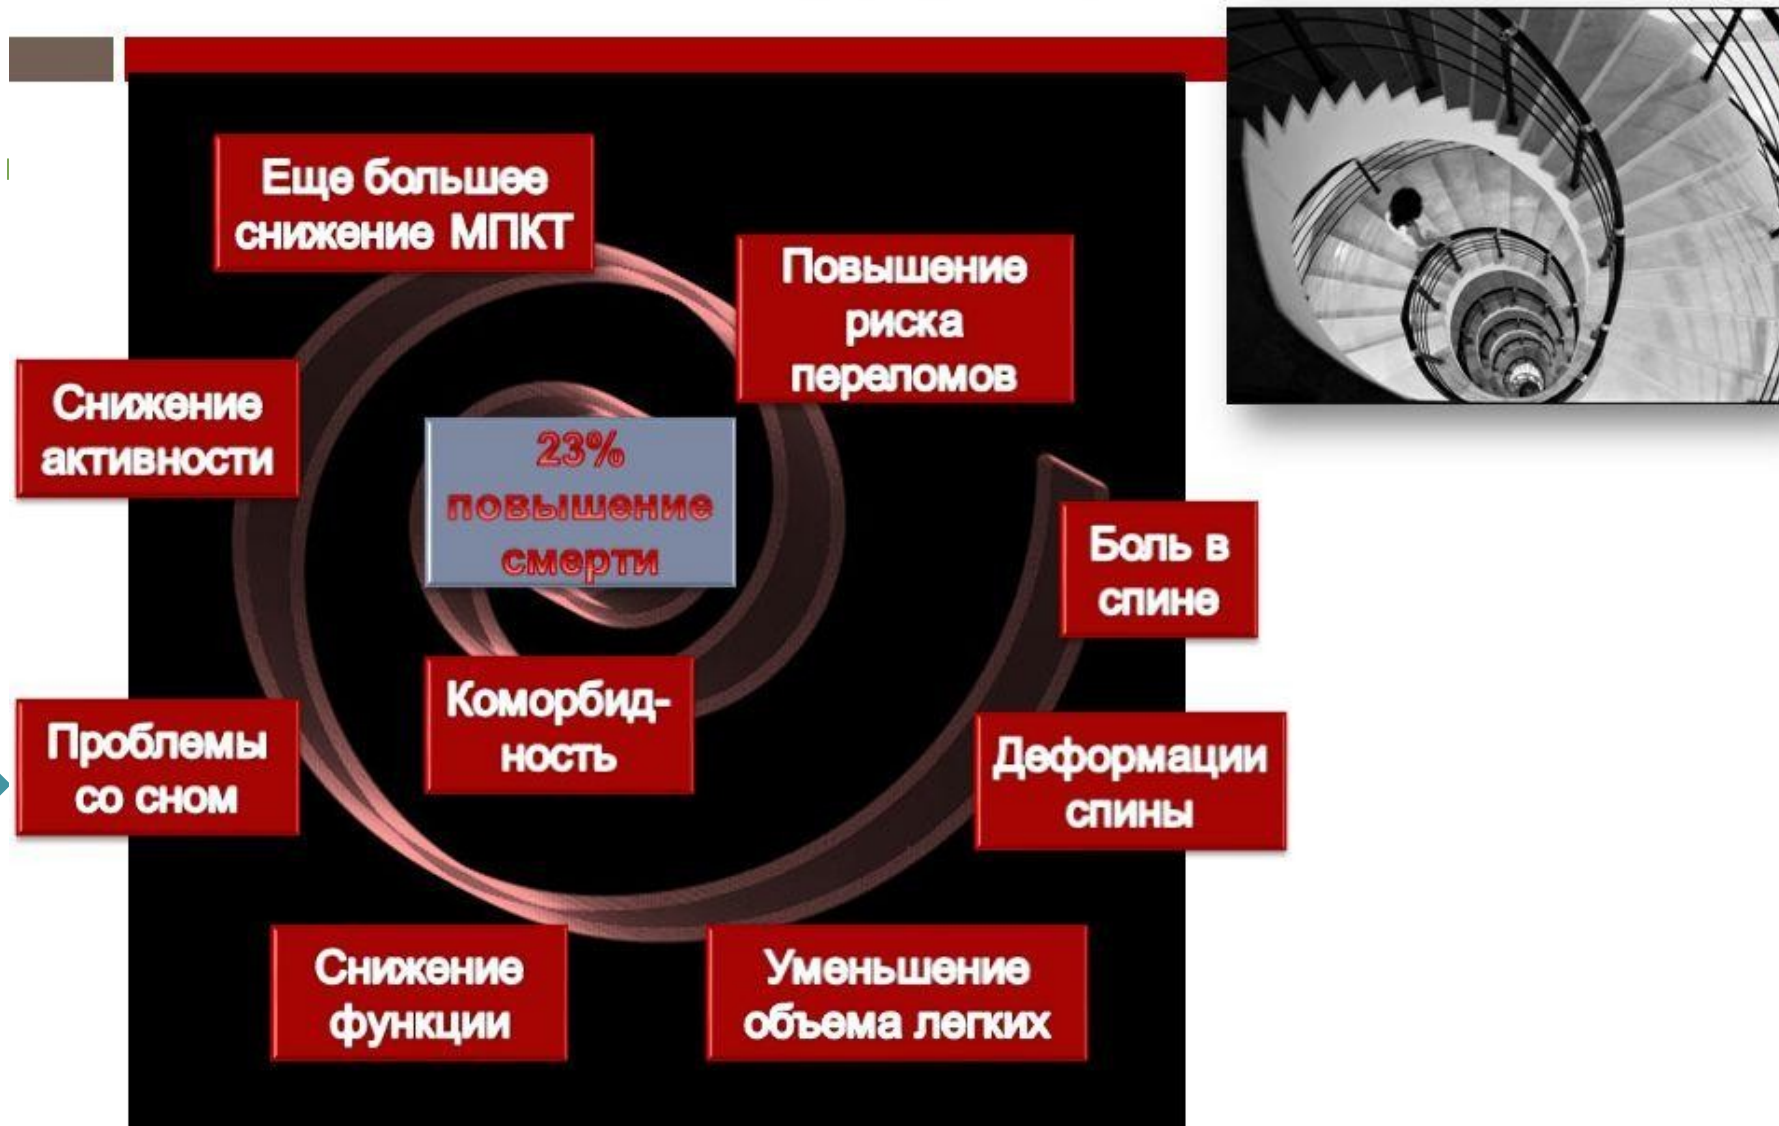 Еще большее
снижение МПКТ
Повышение
риска
переломов
Снижение
активности
23%
повышение
смерти
Боль в
спине
Коморбид-
ность
Проблемы
со сном
Деформации
спины
Снижение
функции
Уменьшение
объема легких